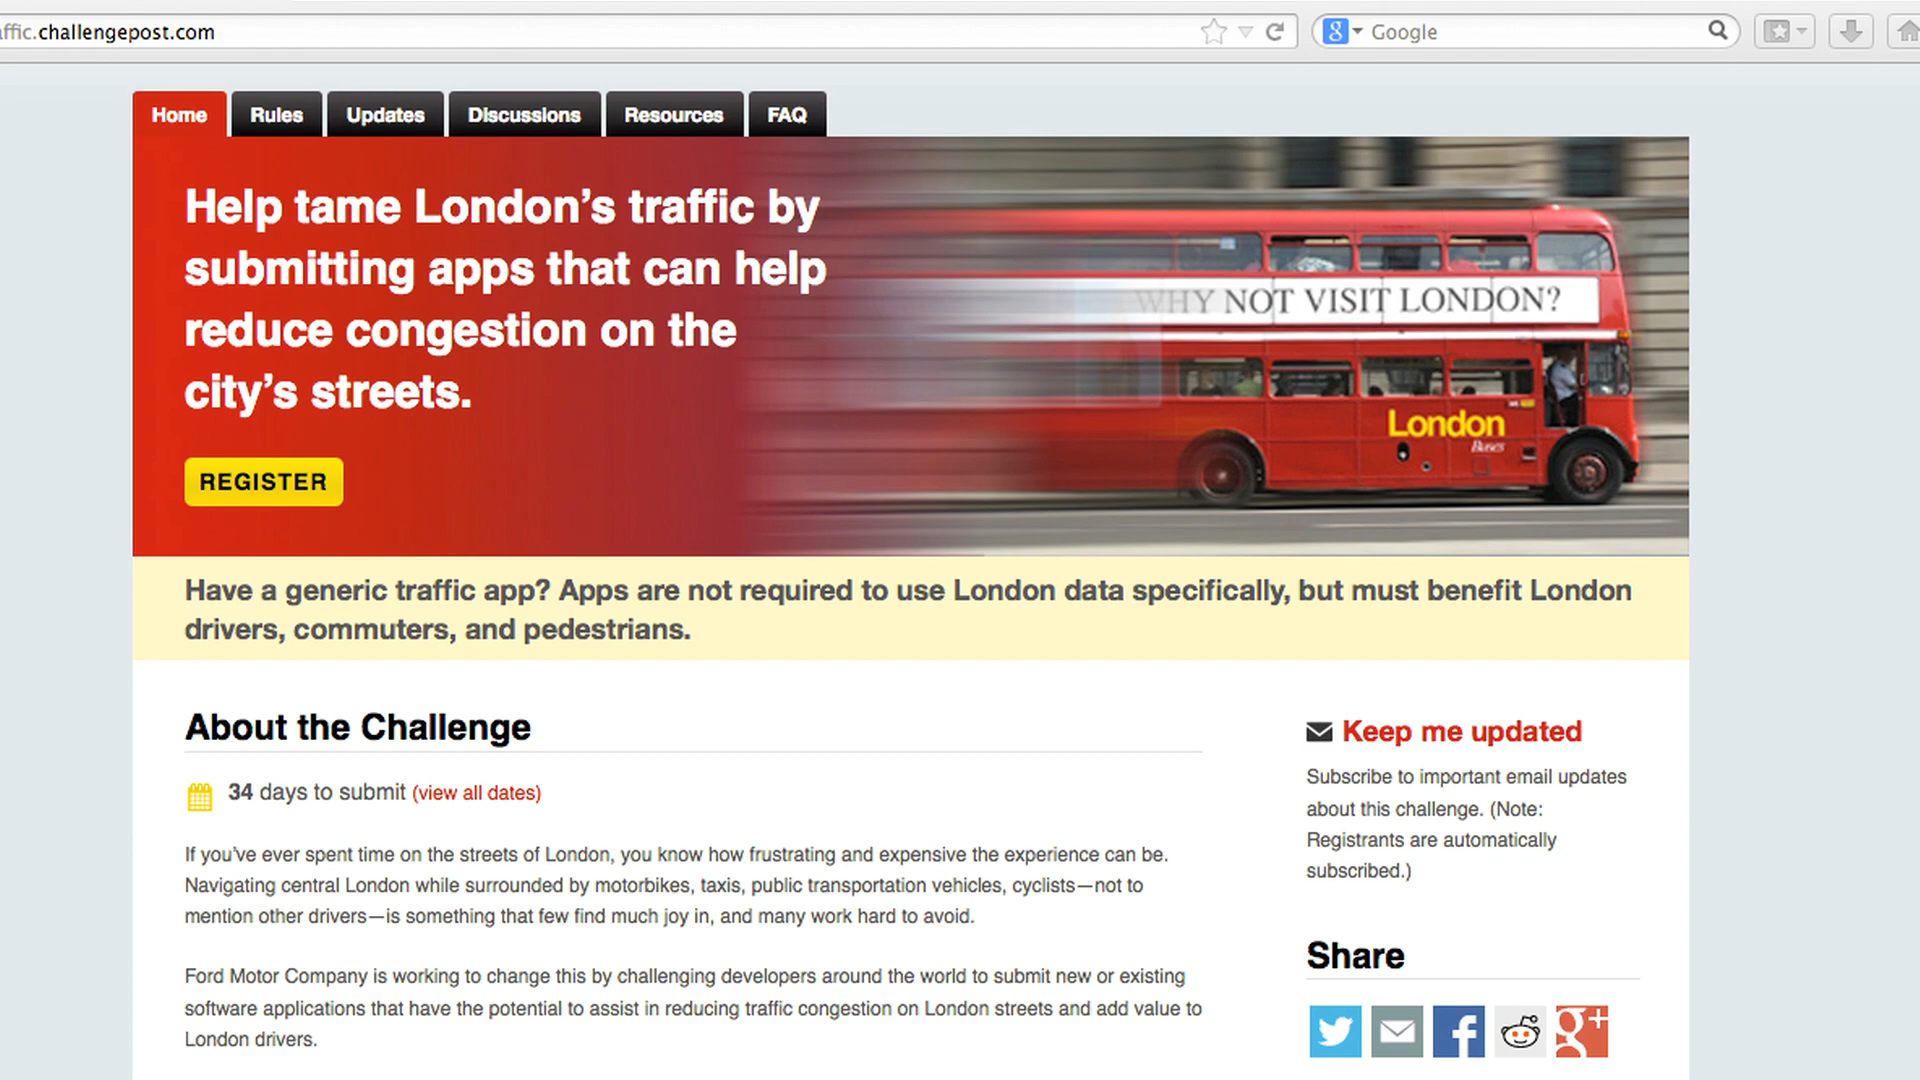 ffic.challengepost.com
Google
Home Rules Updates Discussions Resources FAQ
Help tame London's traffic by
submitting apps that can help
reduce congestion on the
city's streets.
REGISTER
WHY NOT VISIT LONDON?
London
Buses
Have a generic traffic app? Apps are not required to use London data specifically, but must benefit London
drivers, commuters, and pedestrians.
About the Challenge
34 days to submit (view all dates)
If you've ever spent time on the streets of London, you know how frustrating and expensive the experience can be.
Navigating central London while surrounded by motorbikes, taxis, public transportation vehicles, cyclists—not to
mention other drivers—is something that few find much joy in, and many work hard to avoid.
Ford Motor Company is working to change this by challenging developers around the world to submit new or existing
software applications that have the potential to assist in reducing traffic congestion on London streets and add value to
London drivers.
Keep me updated
Subscribe to important email updates
about this challenge. (Note:
Registrants are automatically
subscribed.)
Share